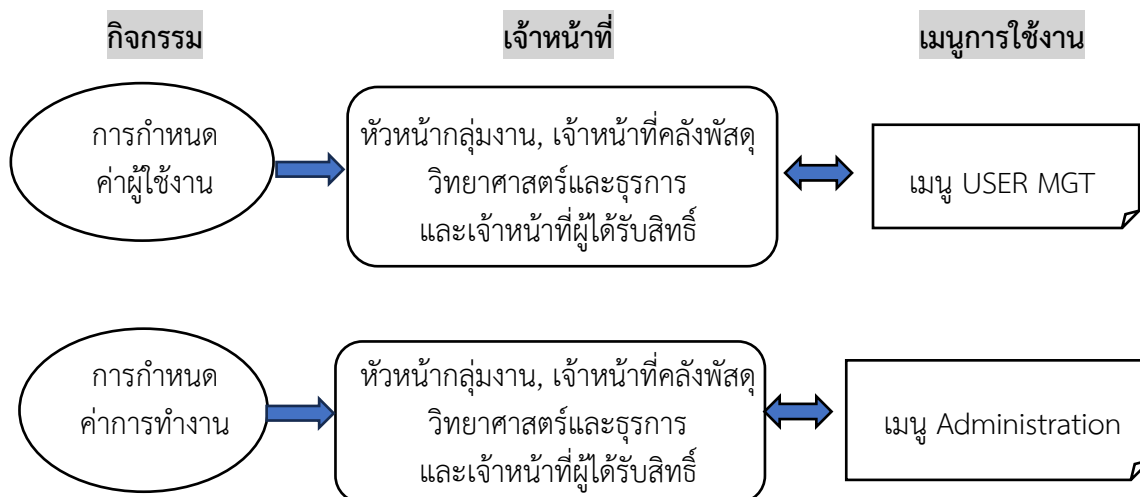 กิจกรรม
เจ้าหน้าที่
เมนูการใช้งาน
การกำหนด
ค่าผู้ใช้งาน
หัวหน้ากลุ่มงาน, เจ้าหน้าที่คลังพัสดุ
วิทยาศาสตร์และธุรการ
และเจ้าหน้าที่ผู้ได้รับสิทธิ์
เมนู USER MGT
การกำหนด
ค่าการทำงาน
หัวหน้ากลุ่มงาน, เจ้าหน้าที่คลังพัสดุ
วิทยาศาสตร์และธุรการ
และเจ้าหน้าที่ผู้ได้รับสิทธิ์
เมนู Administration